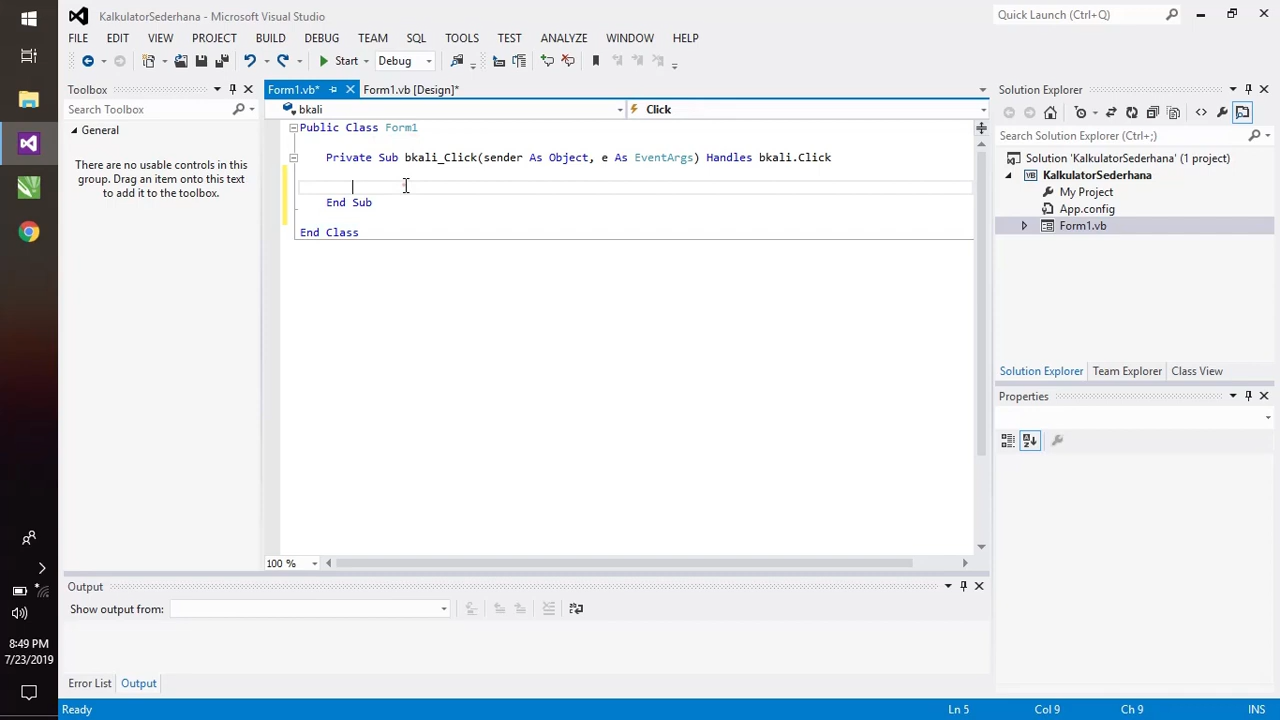 KalkulatorSederhana - Microsoft Visual Studio
Quick Launch (Ctrl+Q)
FILE EDIT VIEW PROJECT BUILD DEBUG TEAM SQL TOOLS TEST ANALYZE WINDOW HELP
Start Debug
Toolbox
Search Toolbox
General
There are no usable controls in this
group. Drag an item onto this text
to add it to the toolbox.
Form1.vb* Form1.vb [Design]*
bkali Click
Public Class Form1
Private Sub bkali_Click(sender As Object, e As EventArgs) Handles bkali.Click
End Sub
End Class
100 %
Solution Explorer
Search Solution Explorer (Ctrl+;)
Solution 'KalkulatorSederhana' (1 project)
VB KalkulatorSederhana
My Project
App.config
Form1.vb
Solution Explorer Team Explorer Class View
Properties
Output
Show output from:
Error List Output
8:49 PM
7/23/2019
Ready Ln 5 Col 9 Ch 9 INS